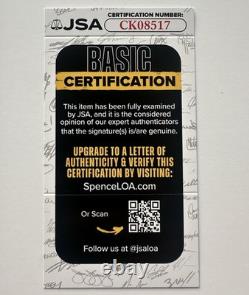 JSA
CERTIFICATION NUMBER:
CK08517
BASIC
CERTIFICATION
This item has been fully examined
by JSA, and it is the considered
opinion of our expert authenticators
that the signature(s) is/are genuine.
UPGRADE TO A LETTER OF
AUTHENTICITY & VERIFY THIS
CERTIFICATION BY VISITING:
SpenceLOA.com
Or Scan
Follow us at @jsaloa